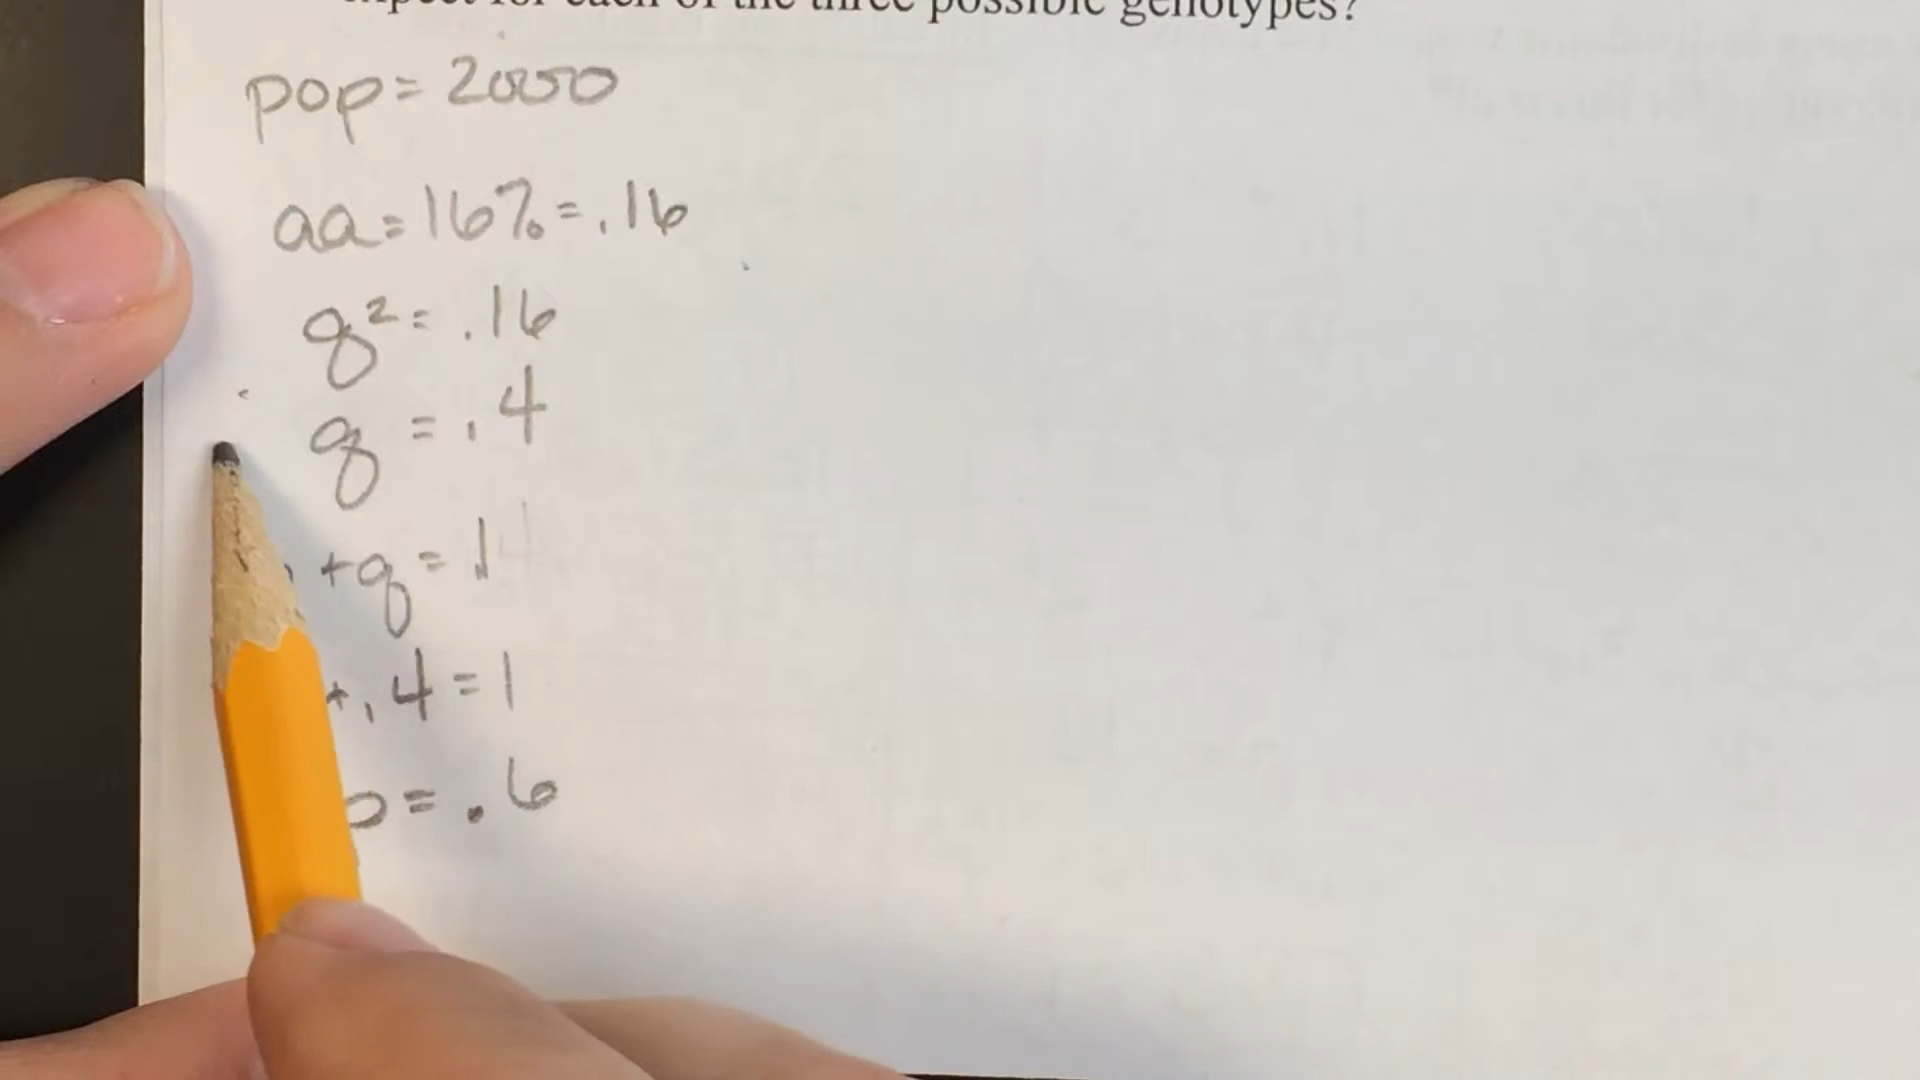 expect for each of the three possible genotypes?
pop = 2000
aa = 16% = .16
q² = .16
q = .4
+ q = 1
+ .4 = 1
p = .6